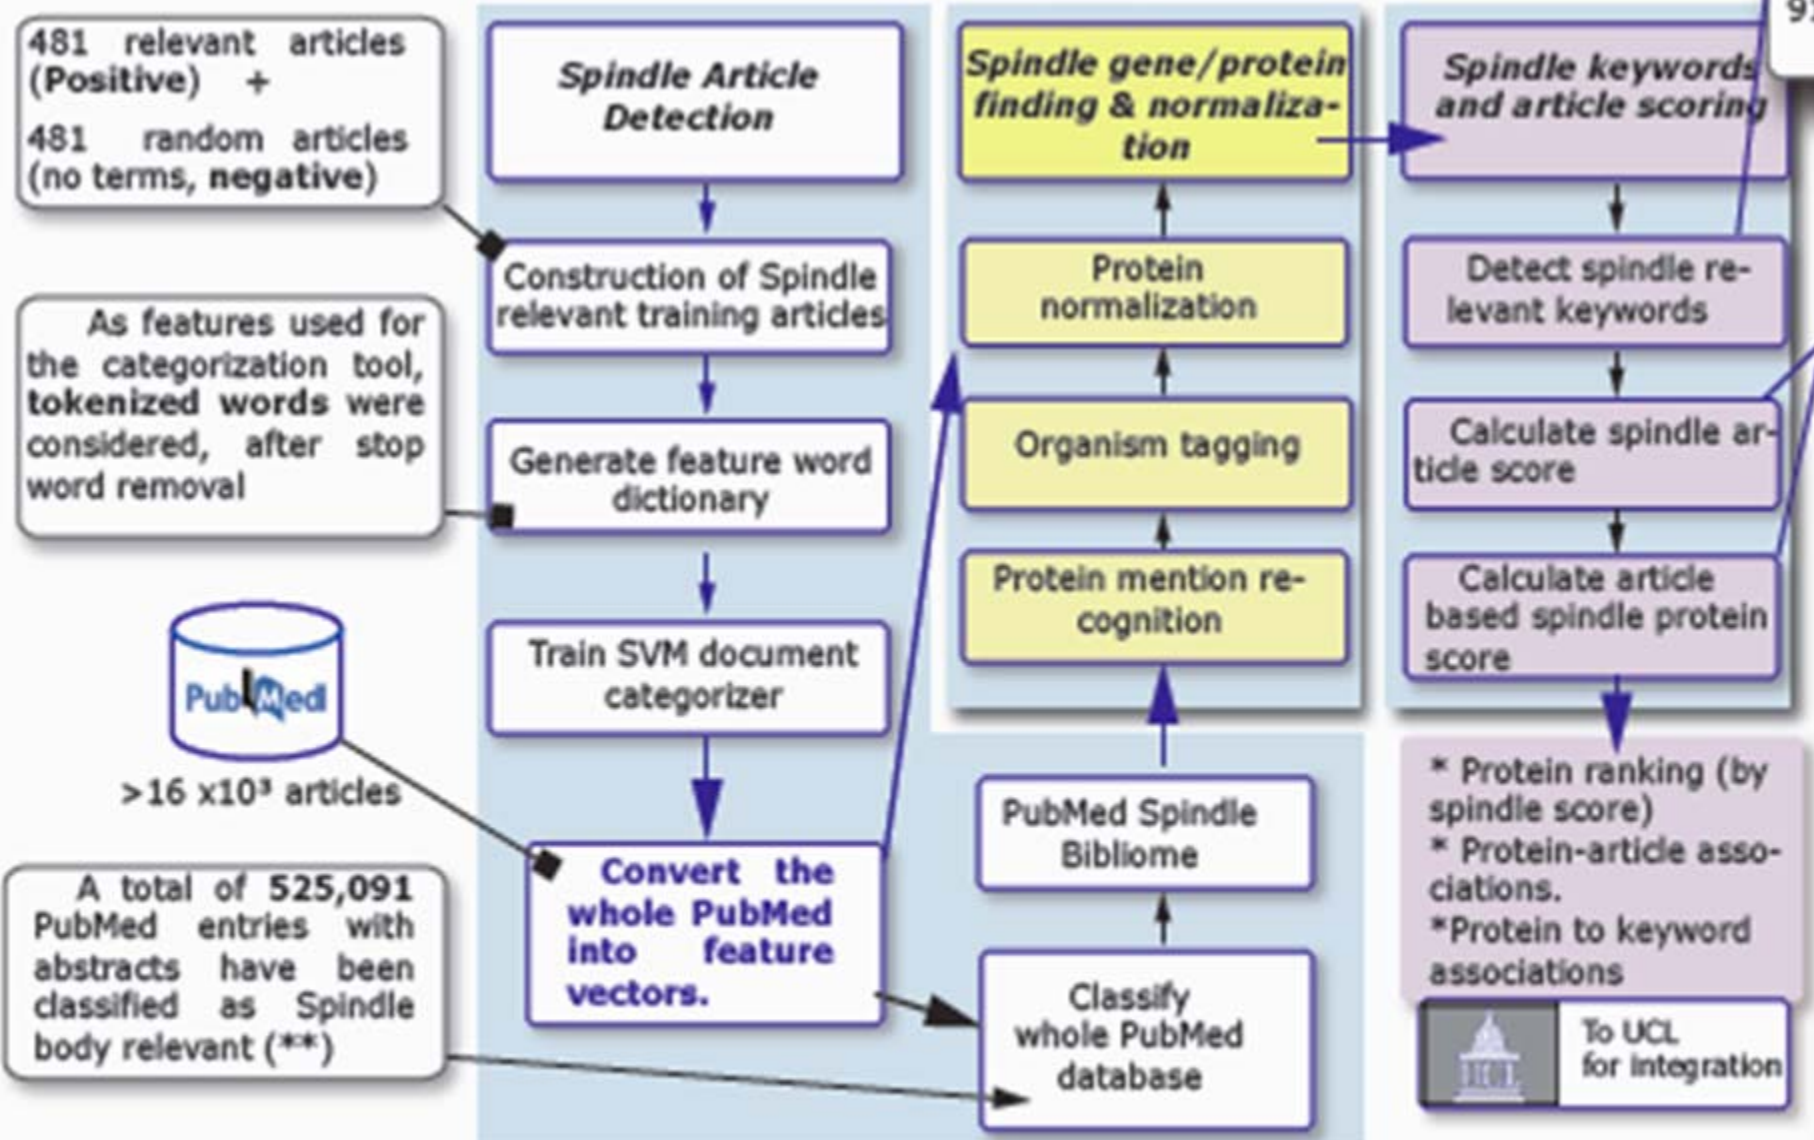 481 relevant articles
(Positive) +
481 random articles
(no terms, negative)
As features used for
the categorization tool,
tokenized words were
considered, after stop
word removal
PubMed
>16 x10³ articles
A total of 525,091
PubMed entries with
abstracts have been
classified as Spindle
body relevant (**)
Spindle Article
Detection
Construction of Spindle
relevant training articles
Generate feature word
dictionary
Train SVM document
categorizer
Convert the
whole PubMed
into feature
vectors.
Spindle gene/protein
finding & normaliza-
tion
Protein
normalization
Organism tagging
Protein mention re-
cognition
PubMed Spindle
Bibliome
Classify
whole PubMed
database
Spindle keywords
and article scoring
Detect spindle re-
levant keywords
Calculate spindle ar-
ticle score
Calculate article
based spindle protein
score
* Protein ranking (by
spindle score)
* Protein-article asso-
ciations.
*Protein to keyword
associations
To UCL
for integration